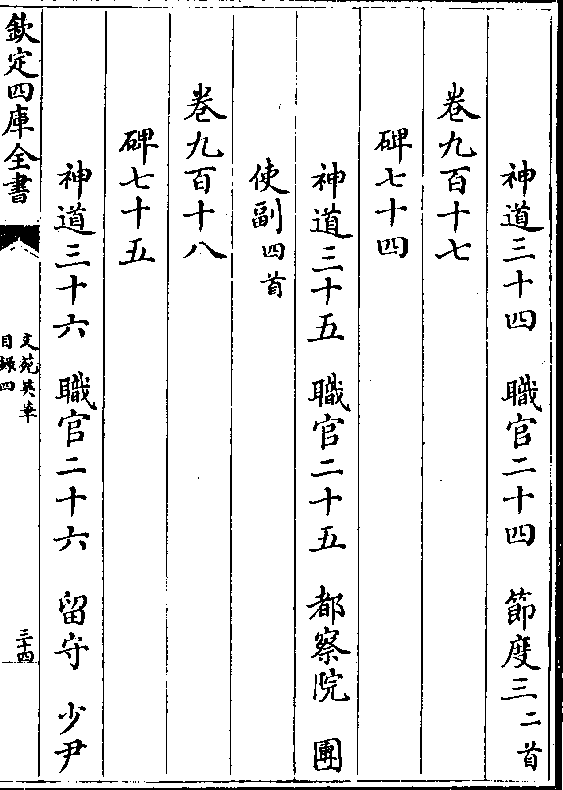 神道三十四　職官二十四　節度三二首
卷九百十七
碑七十四
神道三十五　職官二十五　都察院　團
使副四首
卷九百十八
碑七十五
神道三十六　職官二十六　留守　少尹
欽定四庫全書
文苑英華
目錄四
三十四